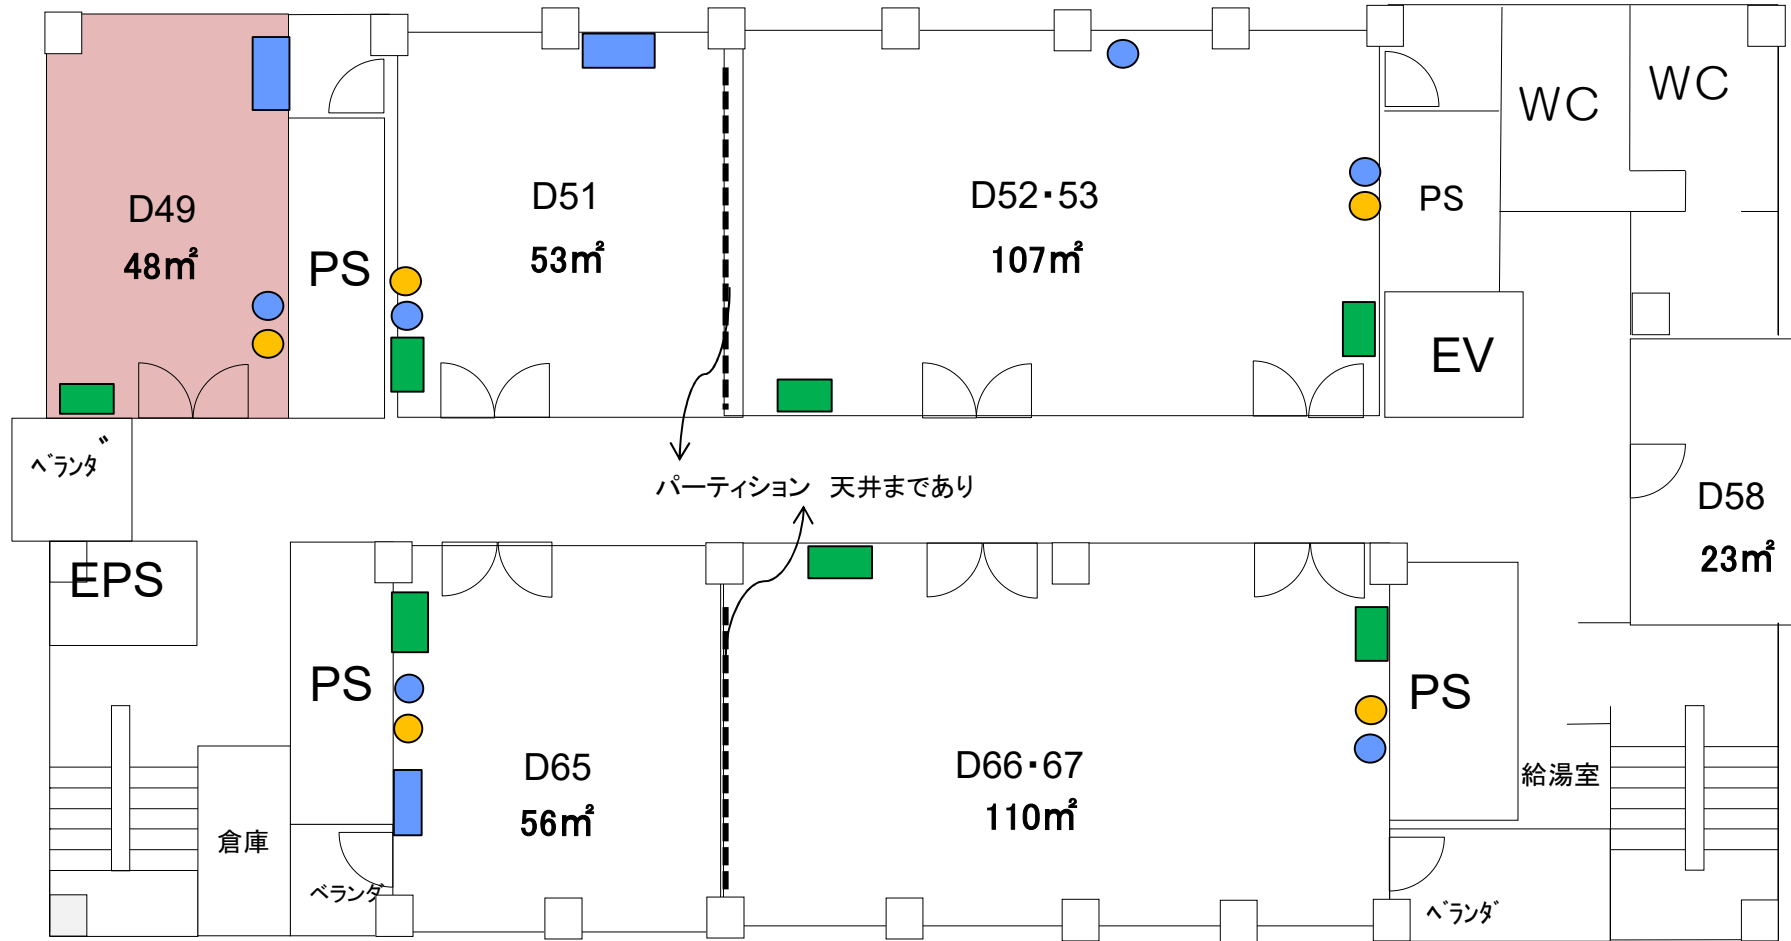 WC
WC
D49
48㎡
PS
D51
53㎡
D52・53
107㎡
PS
EV
ベランダ
パーティション 天井まであり
D58
23㎡
EPS
PS
D65
56㎡
D66・67
110㎡
PS
給湯室
倉庫
ベランダ
ベランダ